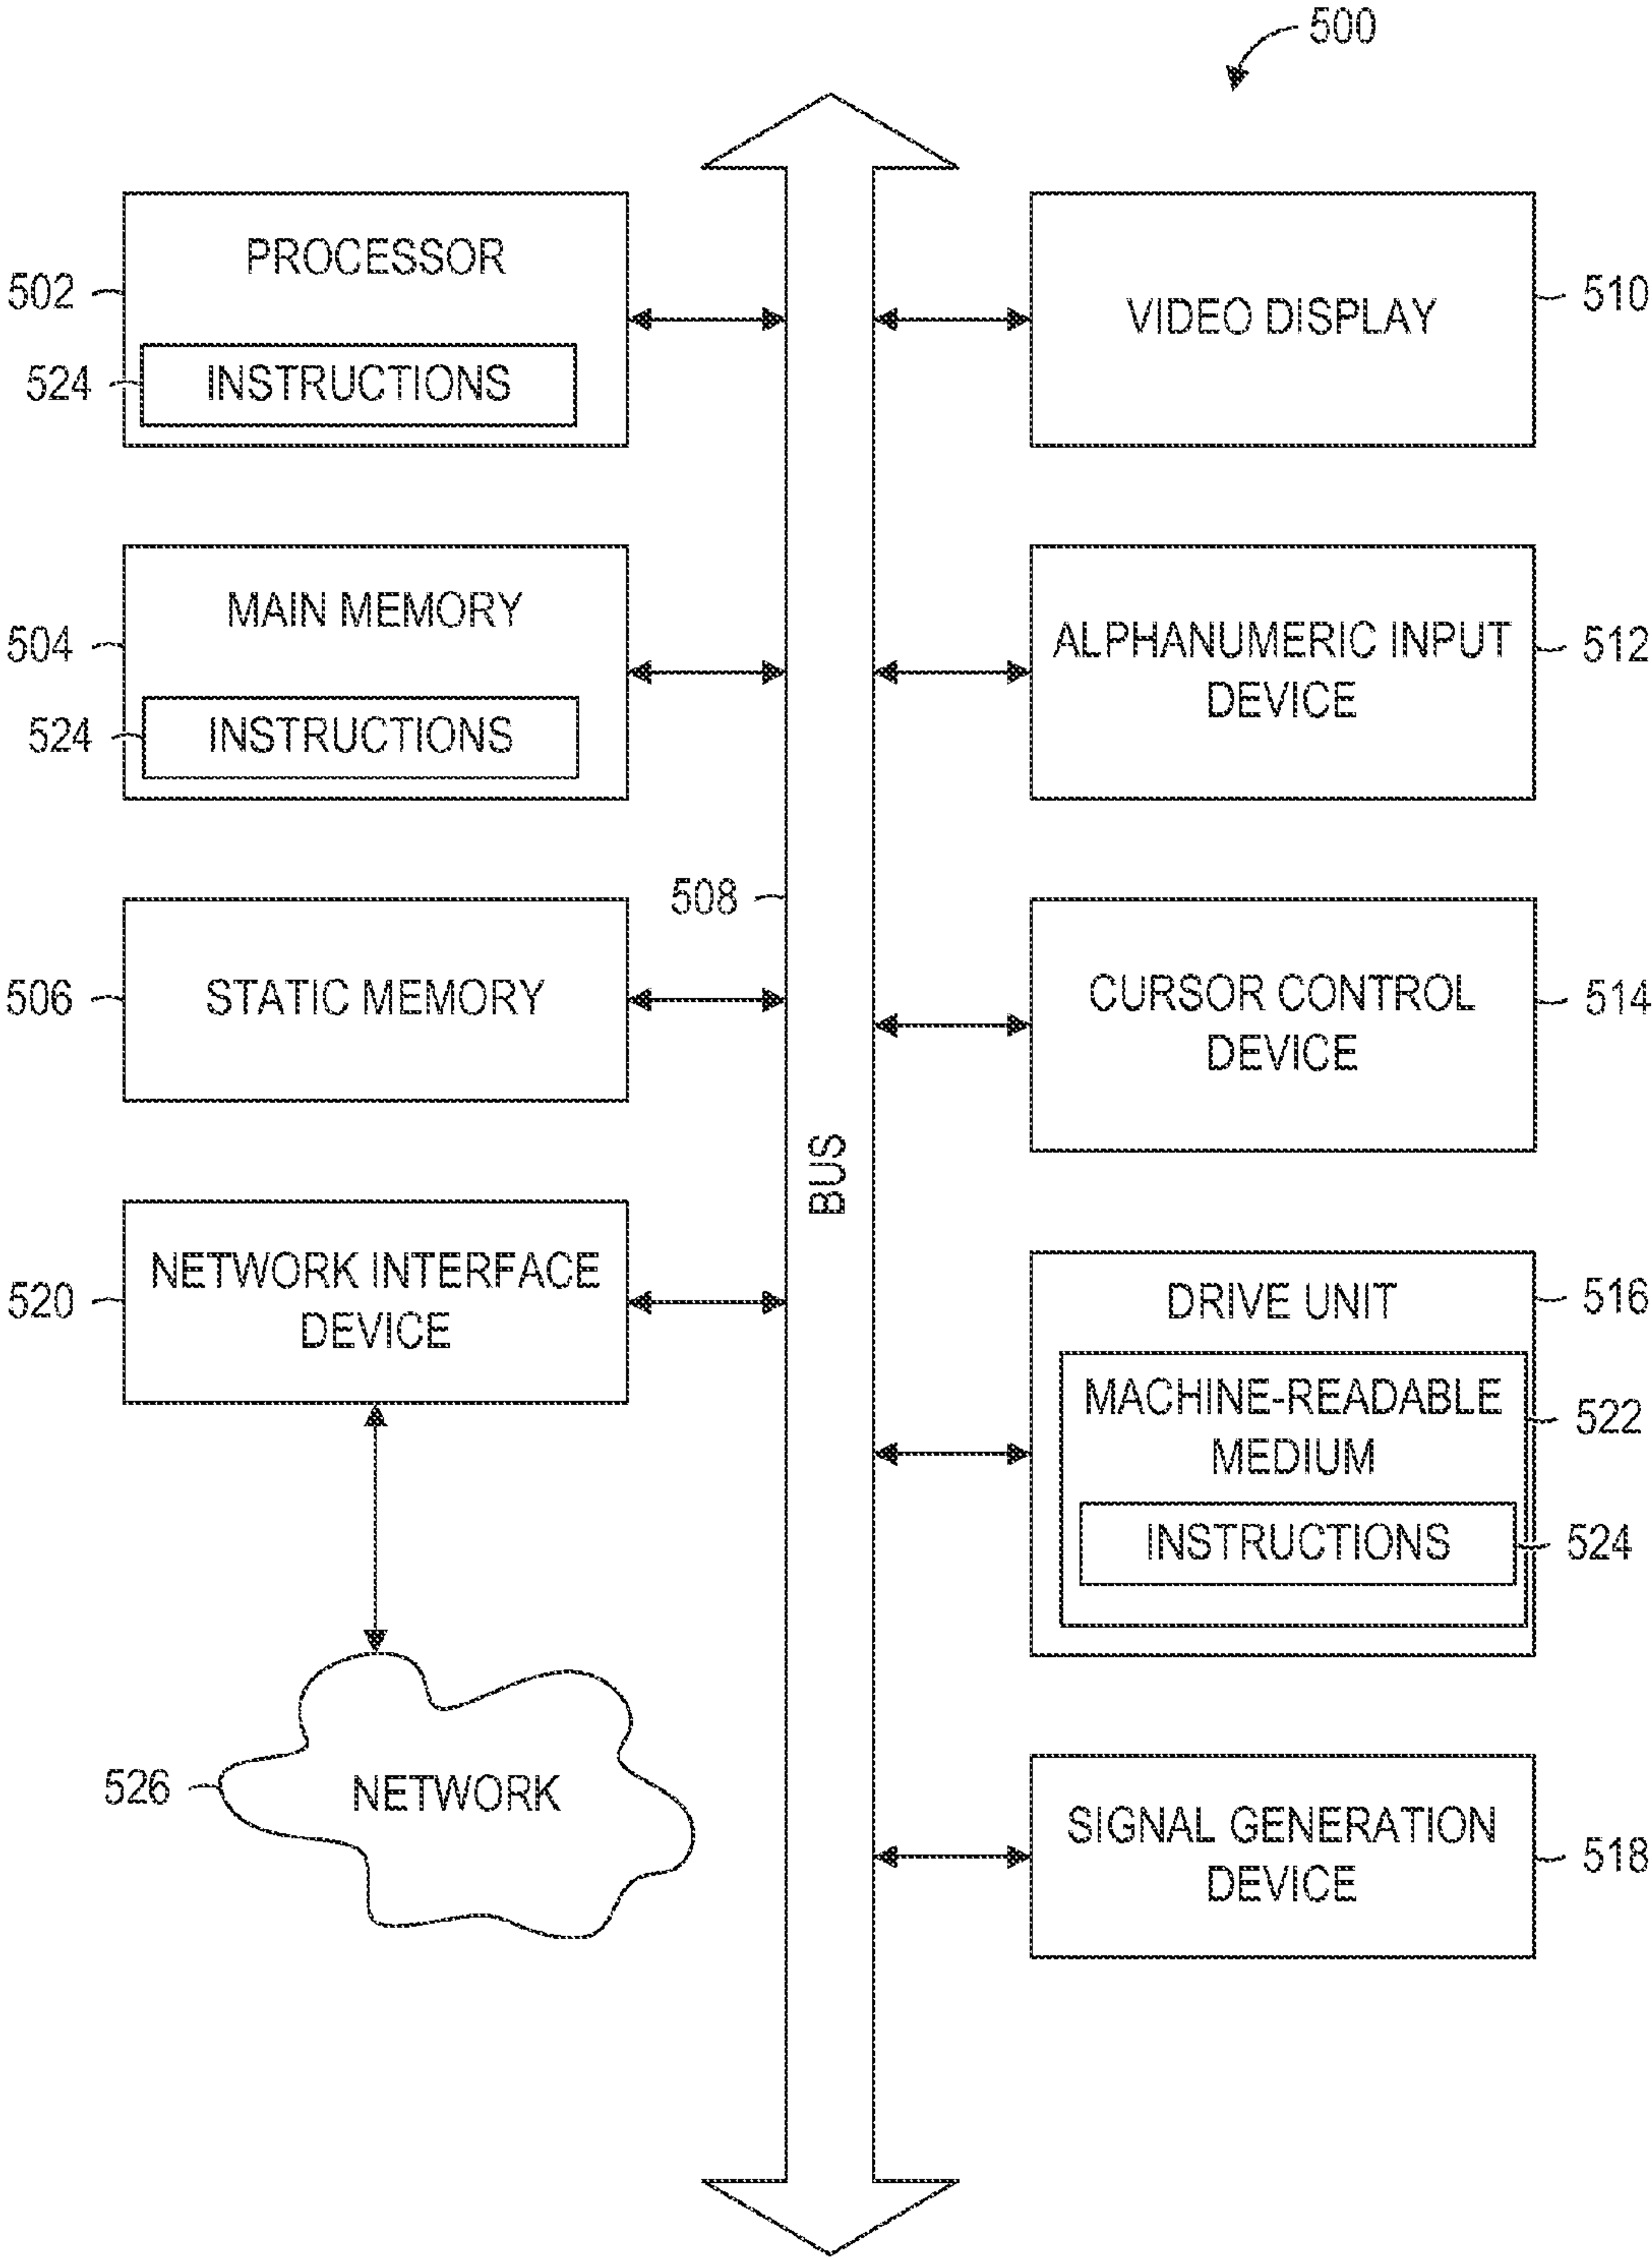 500
PROCESSOR
502
524
INSTRUCTIONS
VIDEO DISPLAY
510
MAIN MEMORY
504
524
INSTRUCTIONS
ALPHANUMERIC INPUT
DEVICE
512
508
506
STATIC MEMORY
CURSOR CONTROL
DEVICE
514
BUS
520
NETWORK INTERFACE
DEVICE
DRIVE UNIT
516
MACHINE-READABLE
MEDIUM
522
INSTRUCTIONS
524
526
NETWORK
SIGNAL GENERATION
DEVICE
518